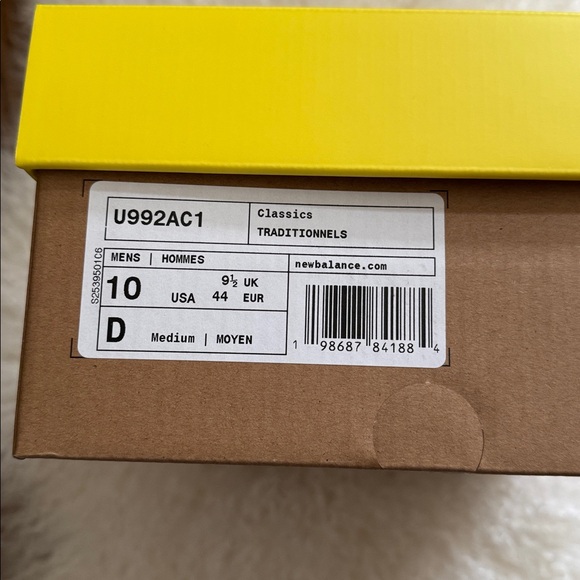 U992AC1
Classics
TRADITIONNELS
MENS | HOMMES
10 USA 9½ UK
44 EUR
D Medium | MOYEN
newbalance.com
1 98687 84188 4
S2539501C6